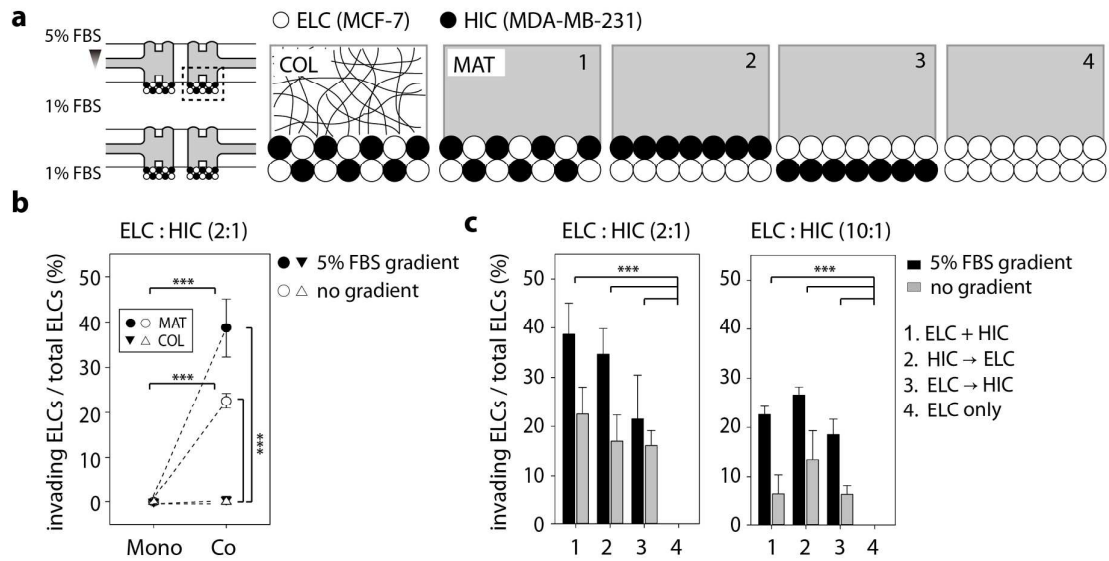 a
ELC (MCF-7)
HIC (MDA-MB-231)
5% FBS
1% FBS
1% FBS
COL
MAT
1
2
3
4
b
ELC : HIC (2:1)
invading ELCs / total ELCs (%)
50
40
30
20
10
0
***
***
***
MAT
COL
Mono
Co
5% FBS gradient
no gradient
c
ELC : HIC (2:1)
invading ELCs / total ELCs (%)
50
40
30
20
10
0
***
1
2
3
4
ELC : HIC (10:1)
50
40
30
20
10
0
***
1
2
3
4
5% FBS gradient
no gradient
1. ELC + HIC
2. HIC → ELC
3. ELC → HIC
4. ELC only